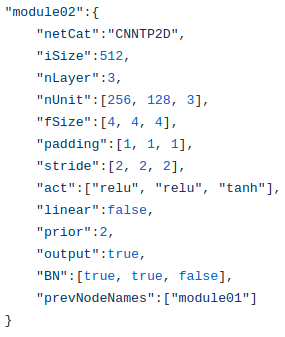 "module02":{
    "netCat":"CNNTP2D",
    "iSize":512,
    "nLayer":3,
    "nUnit":[256, 128, 3],
    "fSize":[4, 4, 4],
    "padding":[1, 1, 1],
    "stride":[2, 2, 2],
    "act":["relu", "relu", "tanh"],
    "linear":false,
    "prior":2,
    "output":true,
    "BN":[true, true, false],
    "prevNodeNames":["module01"]
}